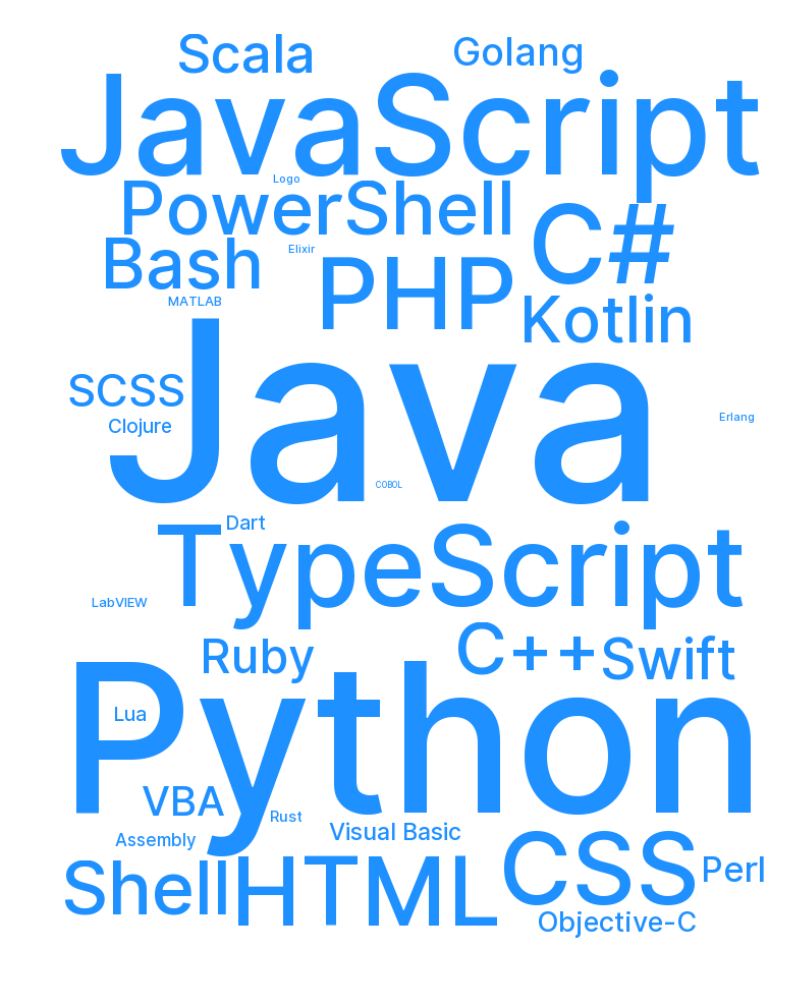 Scala
Golang
JavaScript
Logo
PowerShell
C#
Bash
Elixir
PHP
MATLAB
Kotlin
Java
SCSS
Clojure
Erlang
COBOL
Dart
TypeScript
LabVIEW
Ruby
C++
Swift
Python
Lua
VBA
Rust
Visual Basic
Assembly
CSS
Perl
Shell
HTML
Objective-C